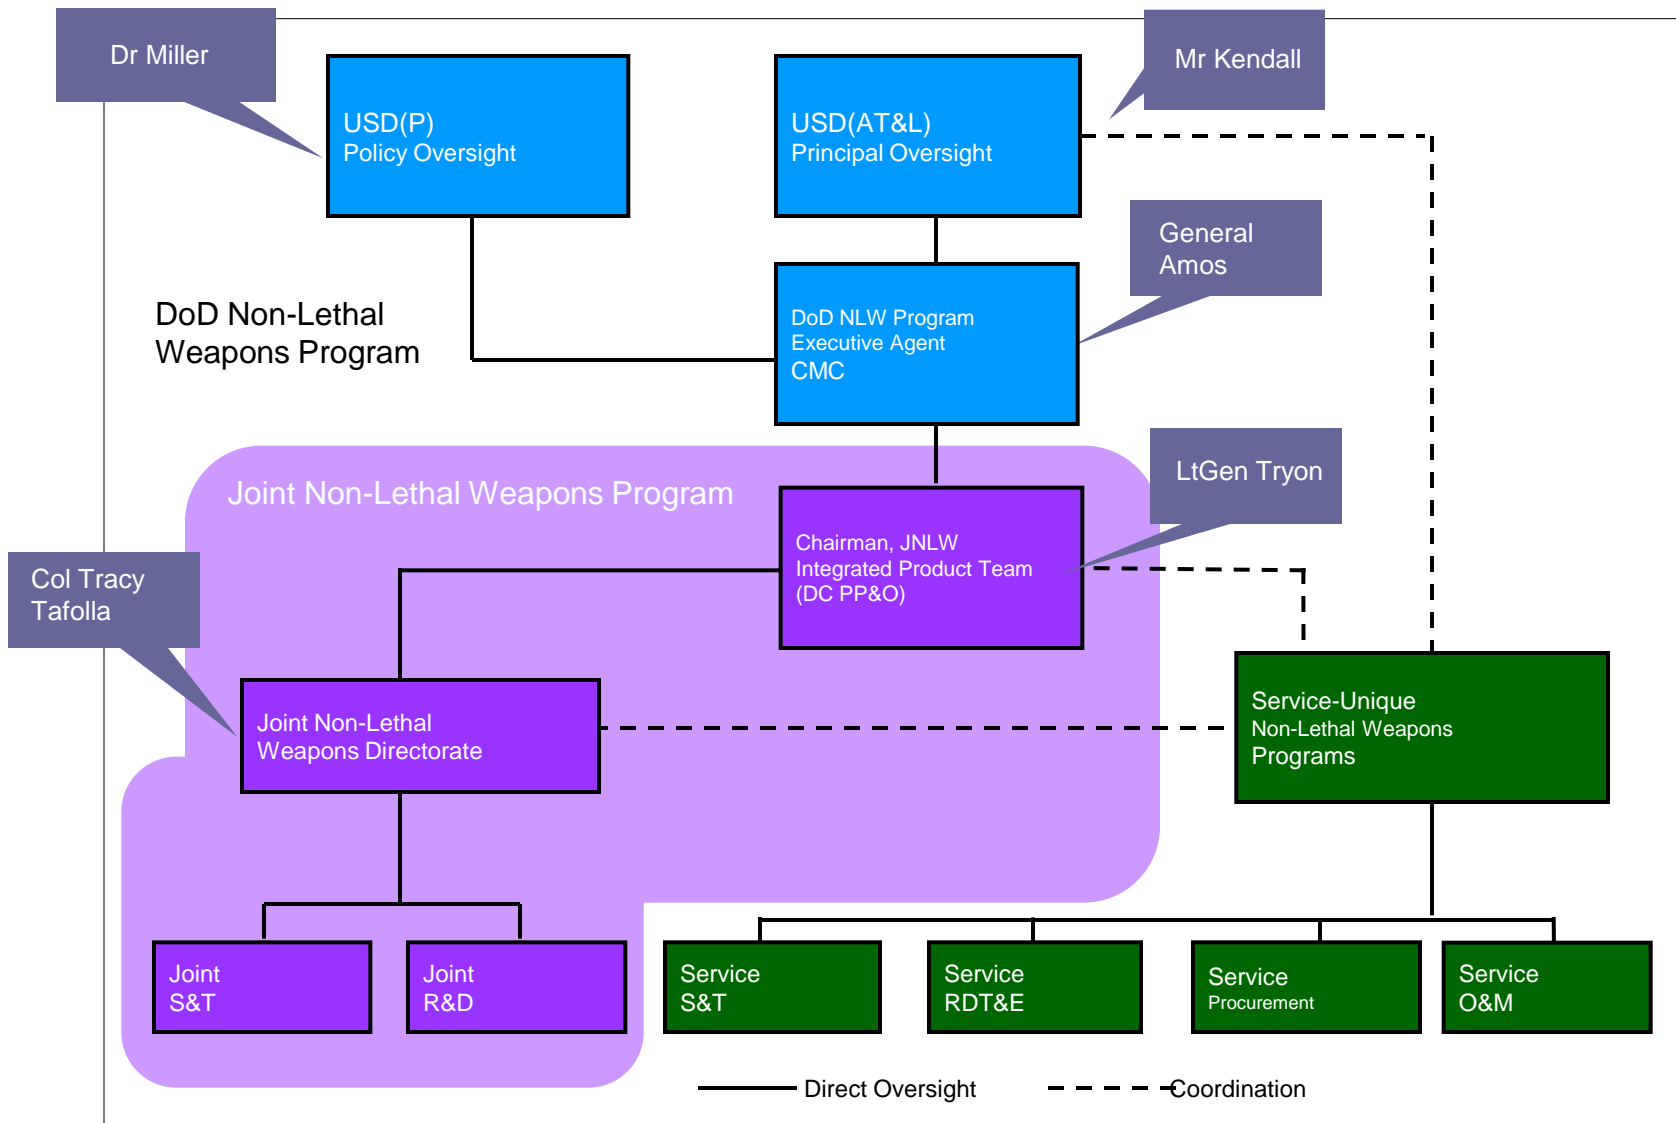 Dr Miller
Mr Kendall
USD(P)
Policy Oversight
USD(AT&L)
Principal Oversight
General
Amos
DoD Non-Lethal
Weapons Program
DoD NLW Program
Executive Agent
CMC
LtGen Tryon
Joint Non-Lethal Weapons Program
Chairman, JNLW
Integrated Product Team
(DC PP&O)
Col Tracy
Tafolla
Joint Non-Lethal
Weapons Directorate
Service-Unique
Non-Lethal Weapons
Programs
Joint
S&T
Joint
R&D
Service
S&T
Service
RDT&E
Service
Procurement
Service
O&M
Direct Oversight
Coordination